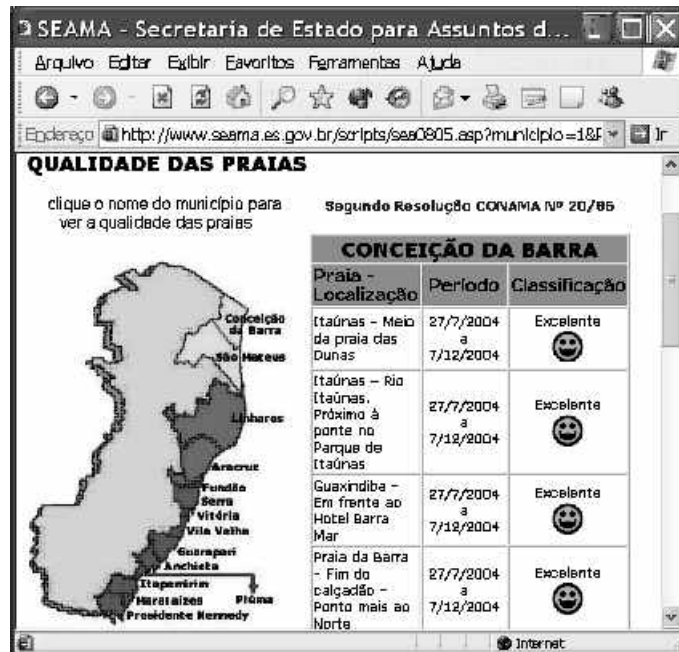 SEAMA - Secretaria de Estado para Assuntos d...
Arquivo Editar Exibir Favoritos Ferramentas Ajuda
Endereço http://www.seama.es.gov.br/scripts/sea0805.asp?municipio=1&F Ir
QUALIDADE DAS PRAIAS
clique o nome do município para
ver a qualidade das praias
Segundo Resolução CONAMA Nº 20/86
Conceição
da Barra
São Mateus
Linhares
Aracruz
Fundão
Serra
Vitória
Vila Velha
Guarapari
Anchieta
Itapemirim
Marataízes
Piúma
Presidente Kennedy
CONCEIÇÃO DA BARRA
Praia -
Localização
Período
Classificação
Itaúnas - Meio
da praia das
Dunas
27/7/2004
a
7/12/2004
Excelente
Itaúnas - Rio
Itaúnas.
Próximo à
ponte no
Parque de
Itaúnas
27/7/2004
a
7/12/2004
Excelente
Guaxindiba -
Em frente ao
Hotel Barra
Mar
27/7/2004
a
7/12/2004
Excelente
Praia da Barra
- Fim do
calçadão -
Ponto mais ao
Norte
27/7/2004
a
7/12/2004
Excelente
Internet